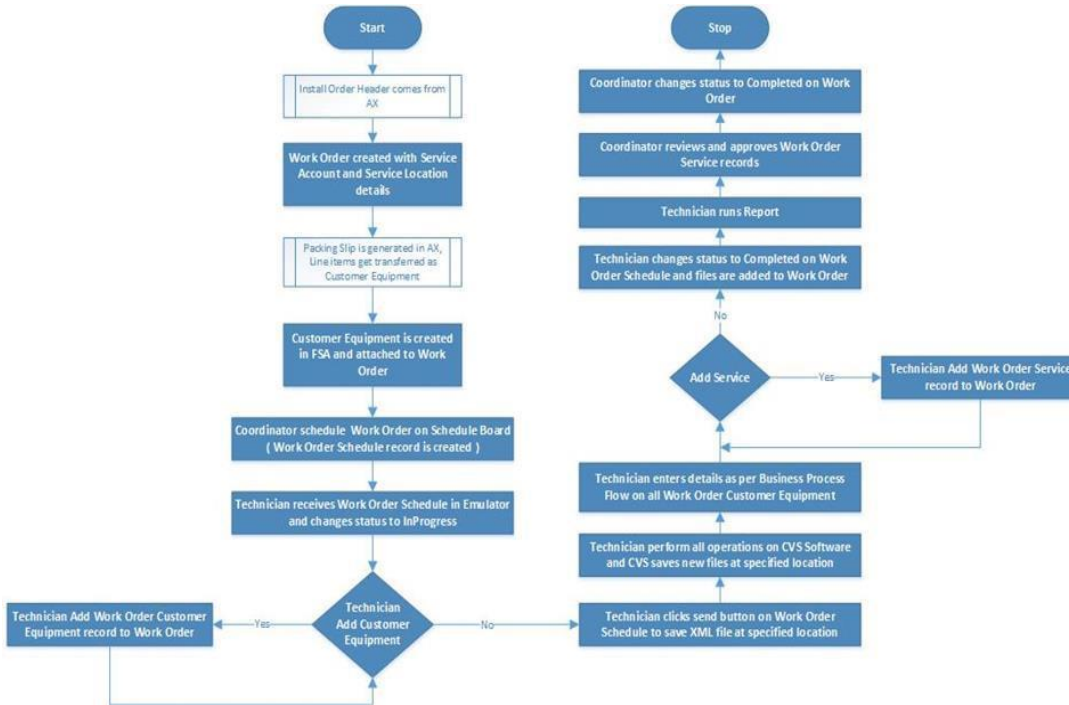 Start
Install Order Header comes from
AX
Work Order created with Service
Account and Service Location
details
Packing Slip is generated in AX,
Line items get transferred as
Customer Equipment
Customer Equipment is created
in FSA and attached to Work
Order
Coordinator schedule Work Order on Schedule Board
( Work Order Schedule record is created )
Technician receives Work Order Schedule in Emulator
and changes status to InProgress
Technician
Add Customer
Equipment
Yes
Technician Add Work Order Customer
Equipment record to Work Order
No
Technician clicks send button on Work Order
Schedule to save XML file at specified location
Technician perform all operations on CVS Software
and CVS saves new files at specified location
Technician enters details as per Business Process
Flow on all Work Order Customer Equipment
Add Service
Yes
Technician Add Work Order Service
record to Work Order
No
Technician changes status to Completed on Work
Order Schedule and files are added to Work Order
Technician runs Report
Coordinator reviews and approves Work Order
Service records
Coordinator changes status to Completed on Work
Order
Stop